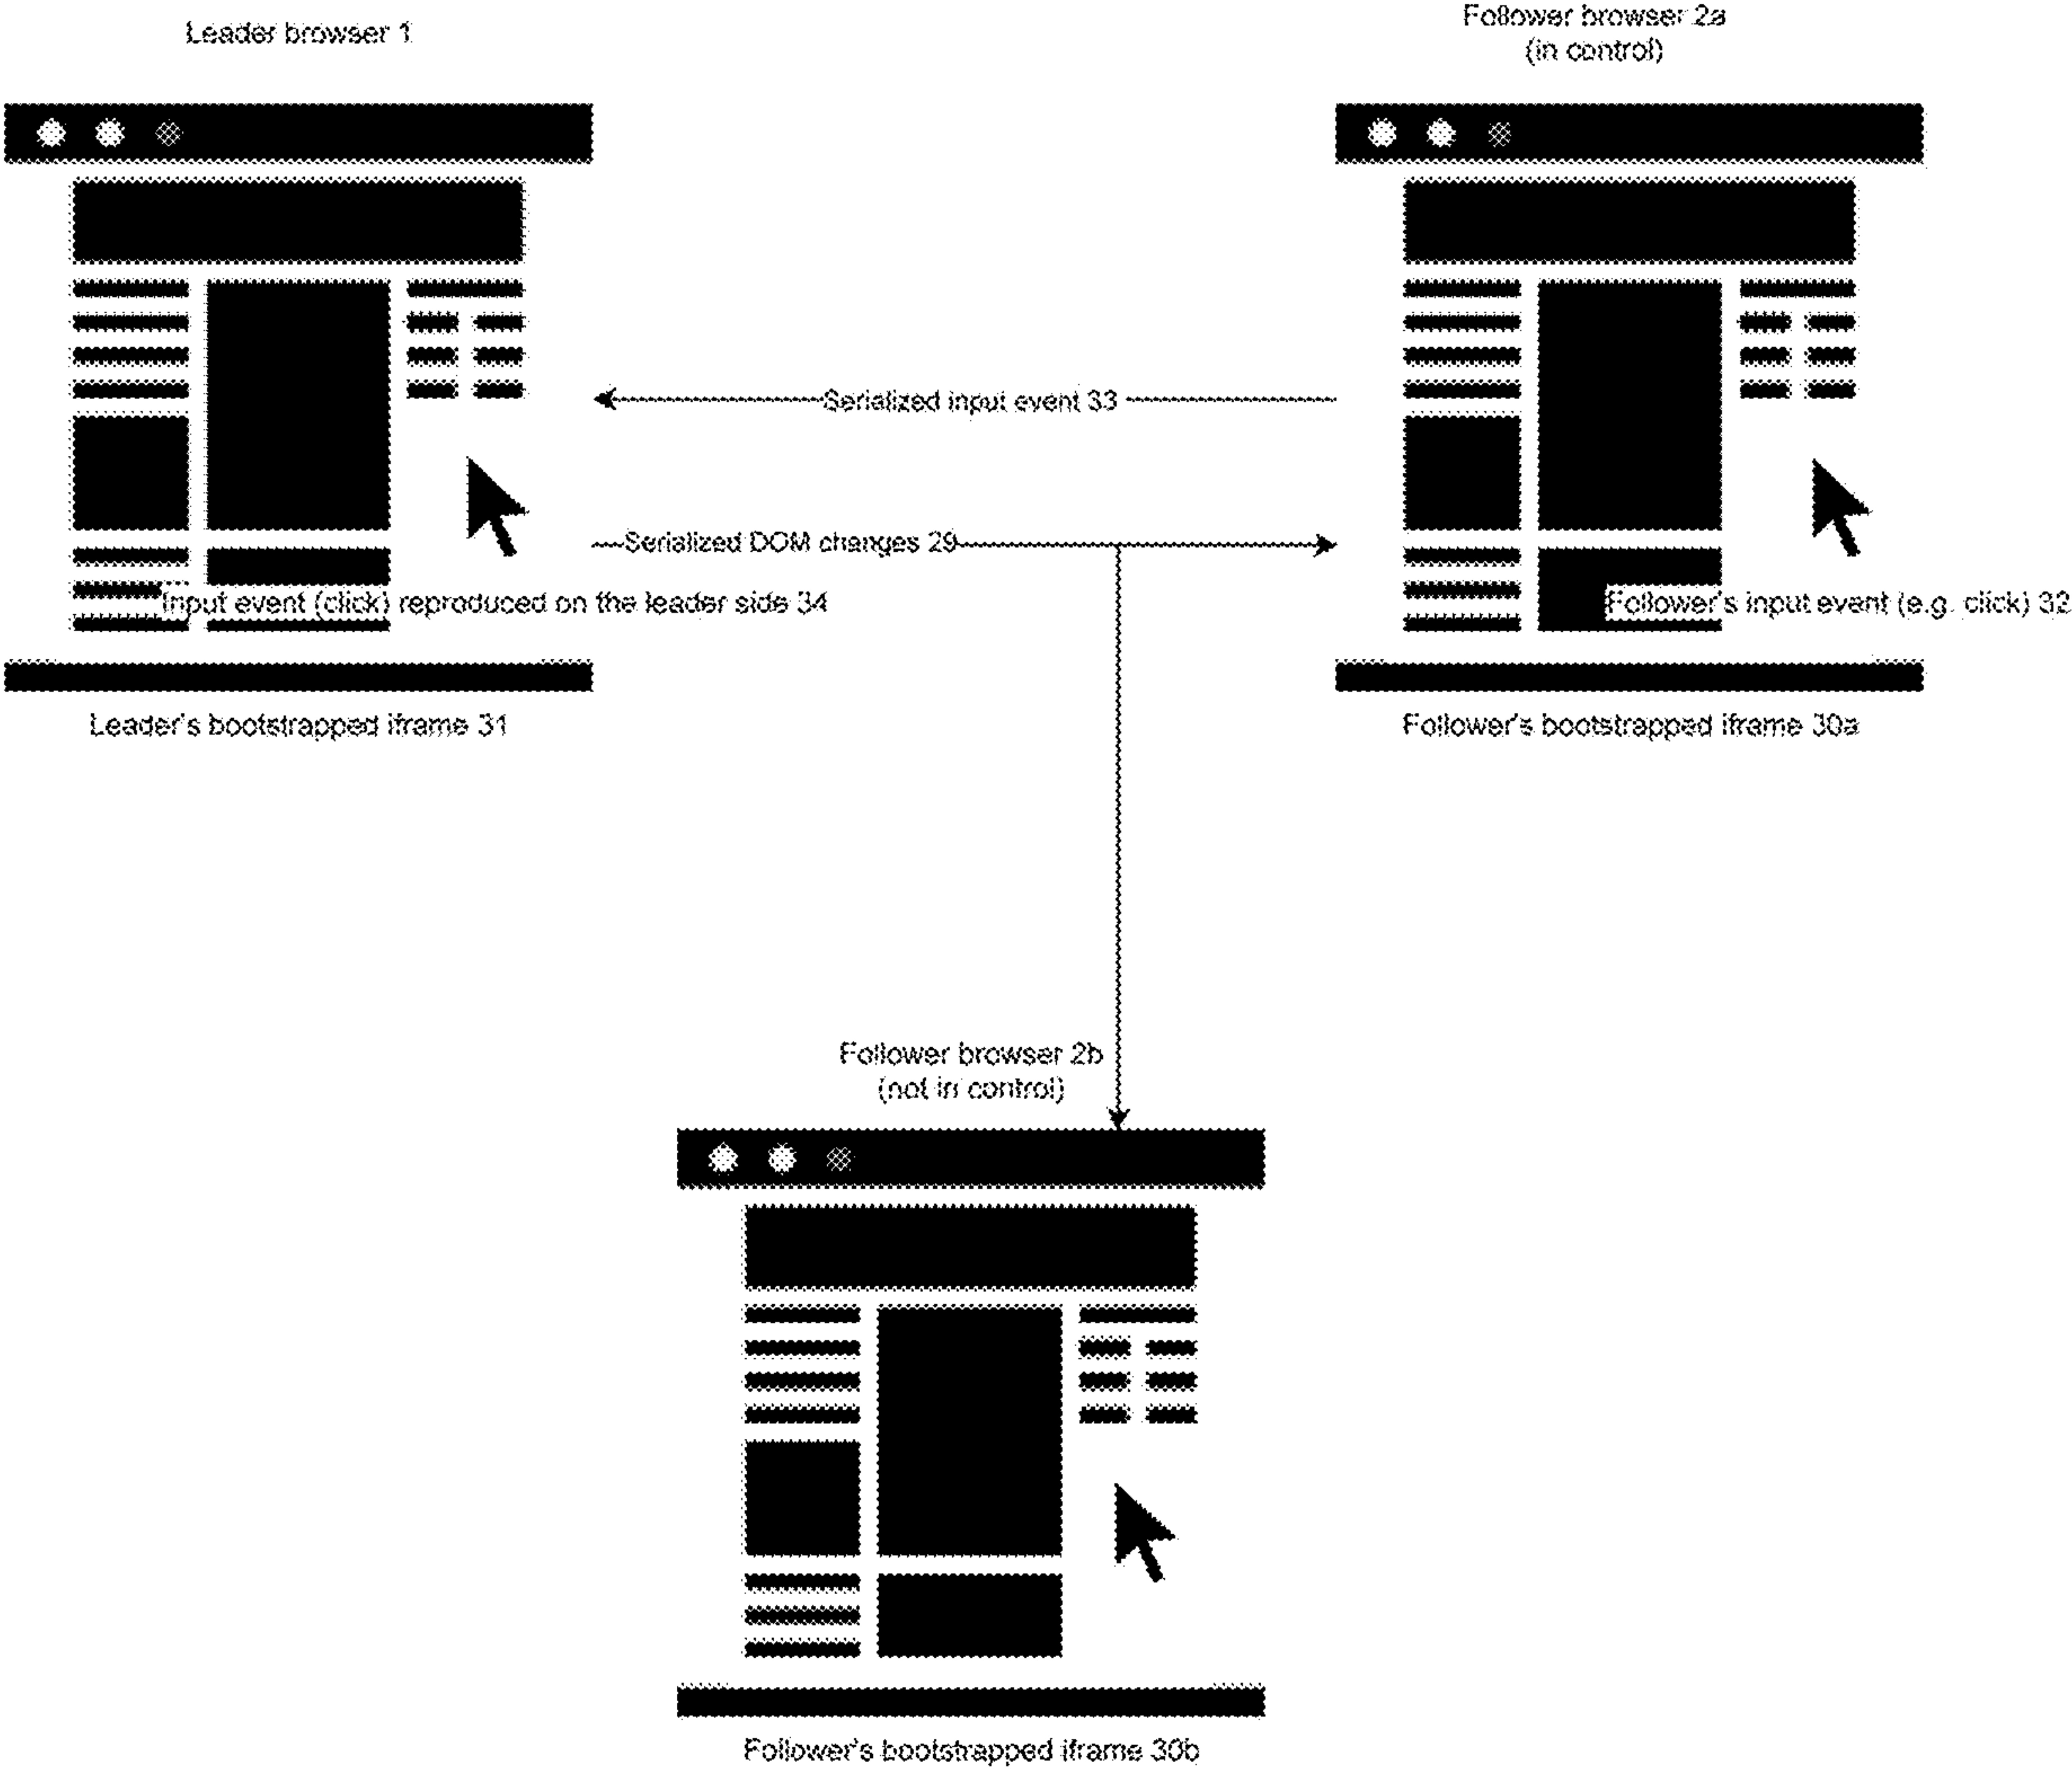 Leader browser 1
Follower browser 2a
(in control)
Serialized input event 33
Serialized DOM changes 29
Input event (click) reproduced on the leader side 34
Follower's input event (e.g. click) 32
Leader's bootstrapped iframe 31
Follower's bootstrapped iframe 30a
Follower browser 2b
(not in control)
Follower's bootstrapped iframe 30b